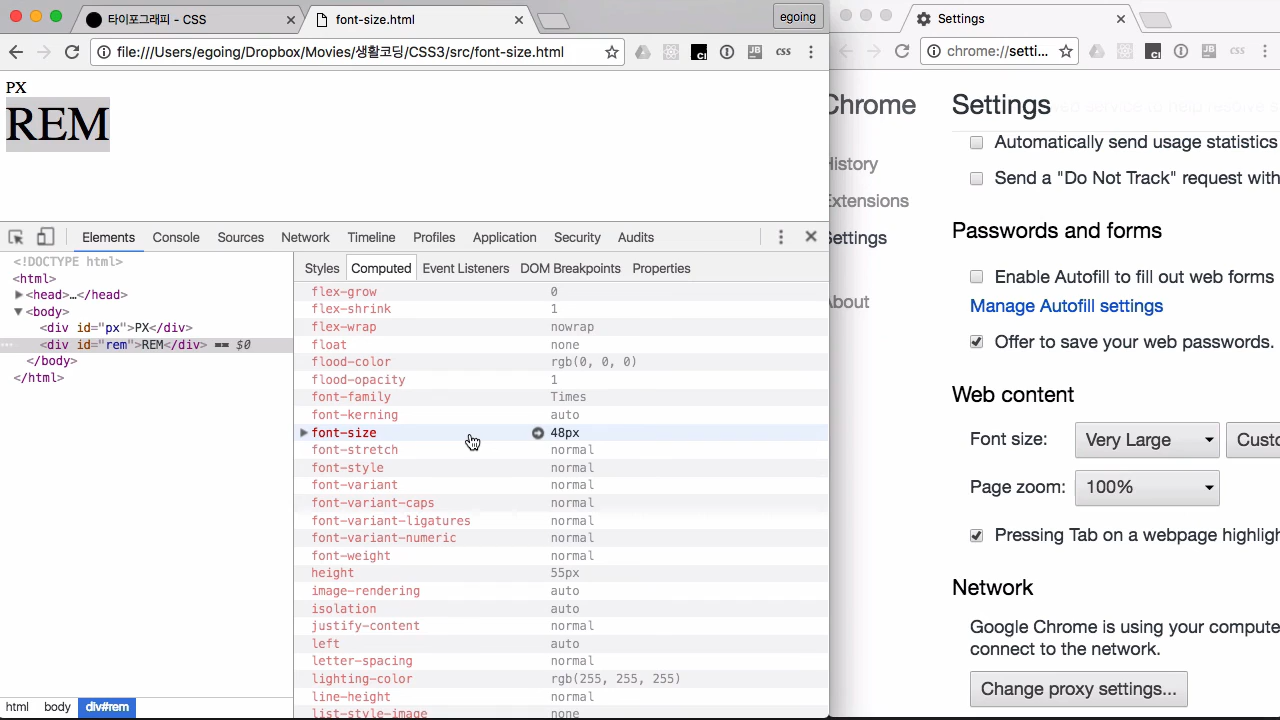 타이포그래피 - CSS
font-size.html
egoing
file:///Users/egoing/Dropbox/Movies/생활코딩/CSS3/src/font-size.html
JB
css
PX
REM
Elements Console Sources Network Timeline Profiles Application Security Audits
<!DOCTYPE html>
<html>
<head>…</head>
<body>
<div id="px">PX</div>
<div id="rem">REM</div> == $0
</body>
</html>
html body div#rem
Styles Computed Event Listeners DOM Breakpoints Properties
flex-grow 0
flex-shrink 1
flex-wrap nowrap
float none
flood-color rgb(0, 0, 0)
flood-opacity 1
font-family Times
font-kerning auto
font-size 48px
font-stretch normal
font-style normal
font-variant normal
font-variant-caps normal
font-variant-ligatures normal
font-variant-numeric normal
font-weight normal
height 55px
image-rendering auto
isolation auto
justify-content normal
left auto
letter-spacing normal
lighting-color rgb(255, 255, 255)
line-height normal
list-style-image none
Settings
chrome://setti...
JB
css
Chrome
History
Extensions
Settings
About
Settings
Automatically send usage statistics
Send a "Do Not Track" request with
Passwords and forms
Enable Autofill to fill out web forms
Manage Autofill settings
Offer to save your web passwords.
Web content
Font size: Very Large Custo
Page zoom: 100%
Pressing Tab on a webpage highligh
Network
Google Chrome is using your compute
connect to the network.
Change proxy settings...